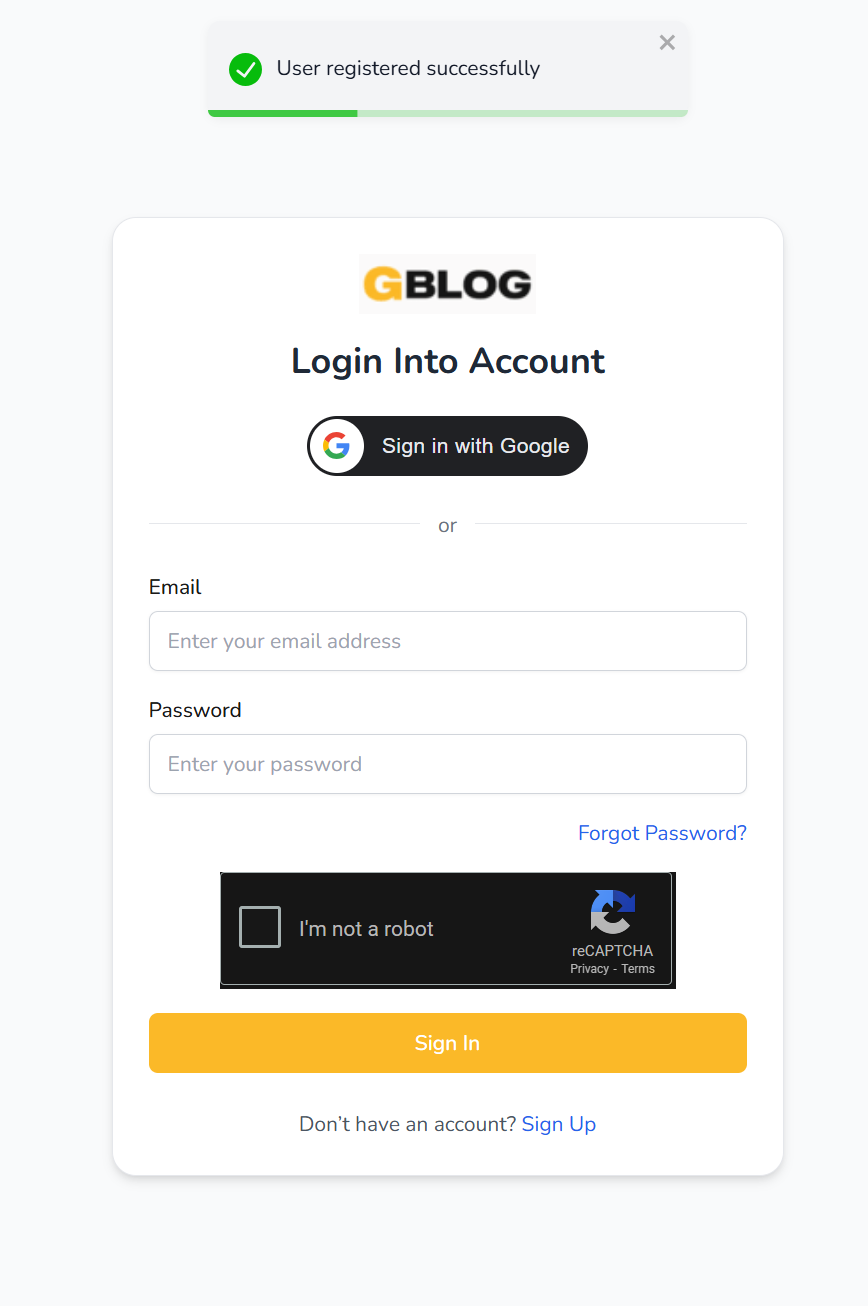 User registered successfully
GBLOG
Login Into Account
Sign in with Google
or
Email
Enter your email address
Password
Enter your password
Forgot Password?
I'm not a robot
reCAPTCHA
Privacy - Terms
Sign In
Don’t have an account? Sign Up